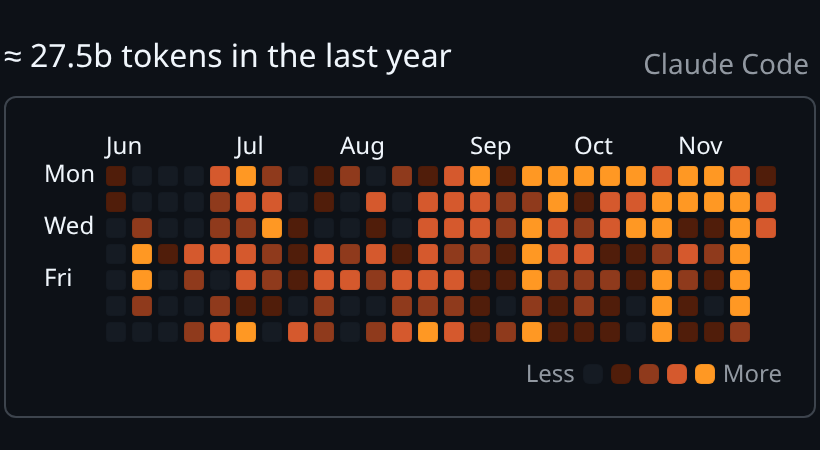 ≈ 27.5b tokens in the last year
Claude Code
Jun Jul Aug Sep Oct Nov
Mon
Wed
Fri
Less More